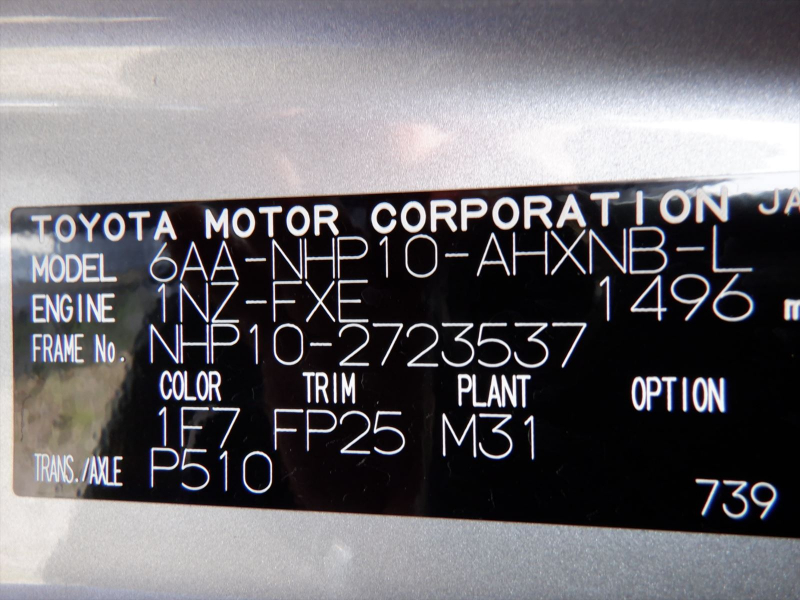 TOYOTA MOTOR CORPORATION JA
MODEL 6AA-NHP10-AHXNB-L
ENGINE 1NZ-FXE 1496 m
FRAME No. NHP10-2723537
COLOR TRIM PLANT OPTION
1F7 FP25 M31
TRANS./AXLE P510
739